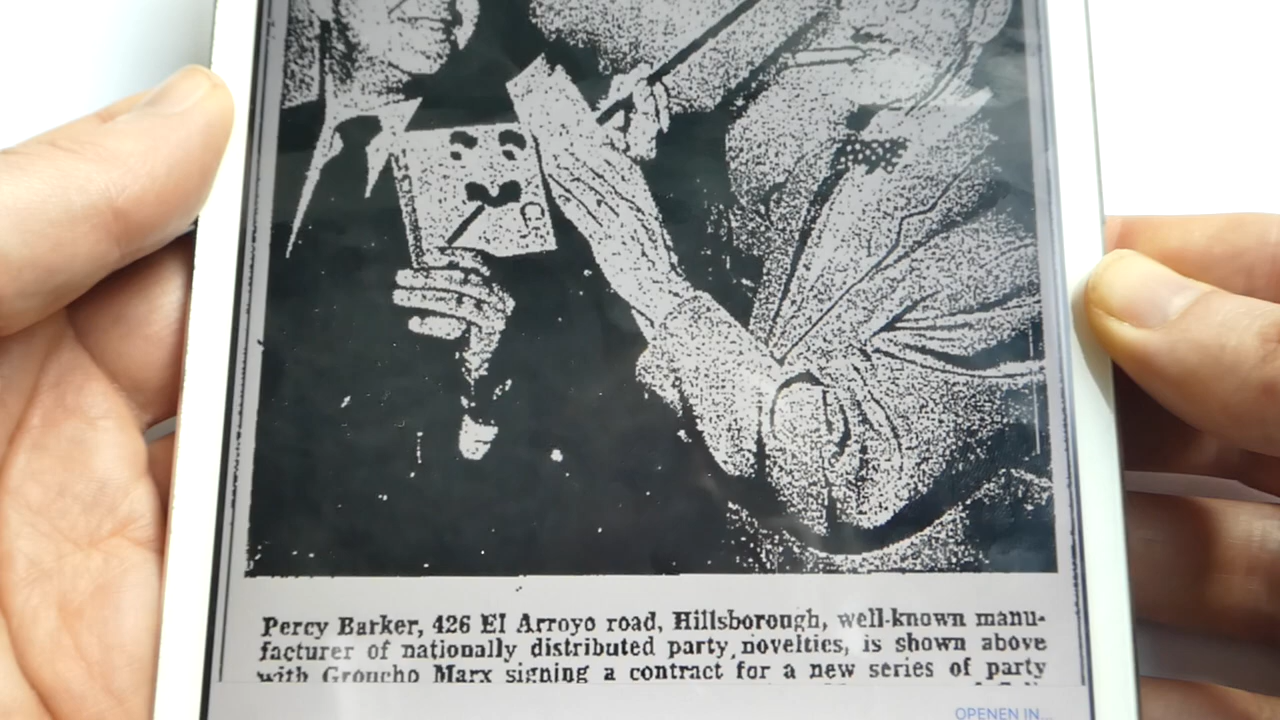 Percy Barker, 426 El Arroyo road, Hillsborough, well-known manu-
facturer of nationally distributed party novelties, is shown above
with Groucho Marx signing a contract for a new series of party
OPENEN IN...